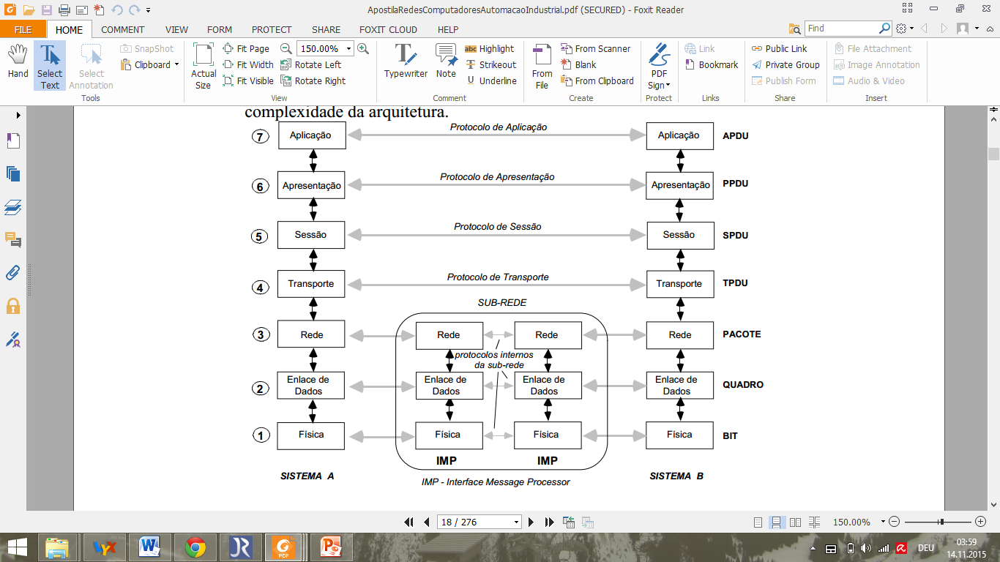 ApostilaRedesComputadoresAutomacaoIndustrial.pdf (SECURED) - Foxit Reader
FILE HOME COMMENT VIEW FORM PROTECT SHARE FOXIT CLOUD HELP Find
Hand
Select Text
Select Annotation
SnapShot
Clipboard
Tools
Actual Size
Fit Page
Fit Width
Fit Visible
150.00%
Rotate Left
Rotate Right
View
Typewriter
Note
abc Highlight
Strikeout
U Underline
Comment
From File
From Scanner
Blank
From Clipboard
Create
PDF Sign
Protect
Link
Bookmark
Links
Public Link
Private Group
Publish Form
Share
File Attachment
Image Annotation
Audio & Video
Insert
complexidade da arquitetura.
7 Aplicação Protocolo de Aplicação Aplicação APDU
6 Apresentação Protocolo de Apresentação Apresentação PPDU
5 Sessão Protocolo de Sessão Sessão SPDU
4 Transporte Protocolo de Transporte Transporte TPDU
SUB-REDE
3 Rede Rede Rede Rede PACOTE
protocolos internos
da sub-rede
2 Enlace de Dados Enlace de Dados Enlace de Dados Enlace de Dados QUADRO
1 Física Física Física Física BIT
IMP IMP
SISTEMA A SISTEMA B
IMP - Interface Message Processor
18 / 276
150.00%
PDF
DEU
03:59
14.11.2015